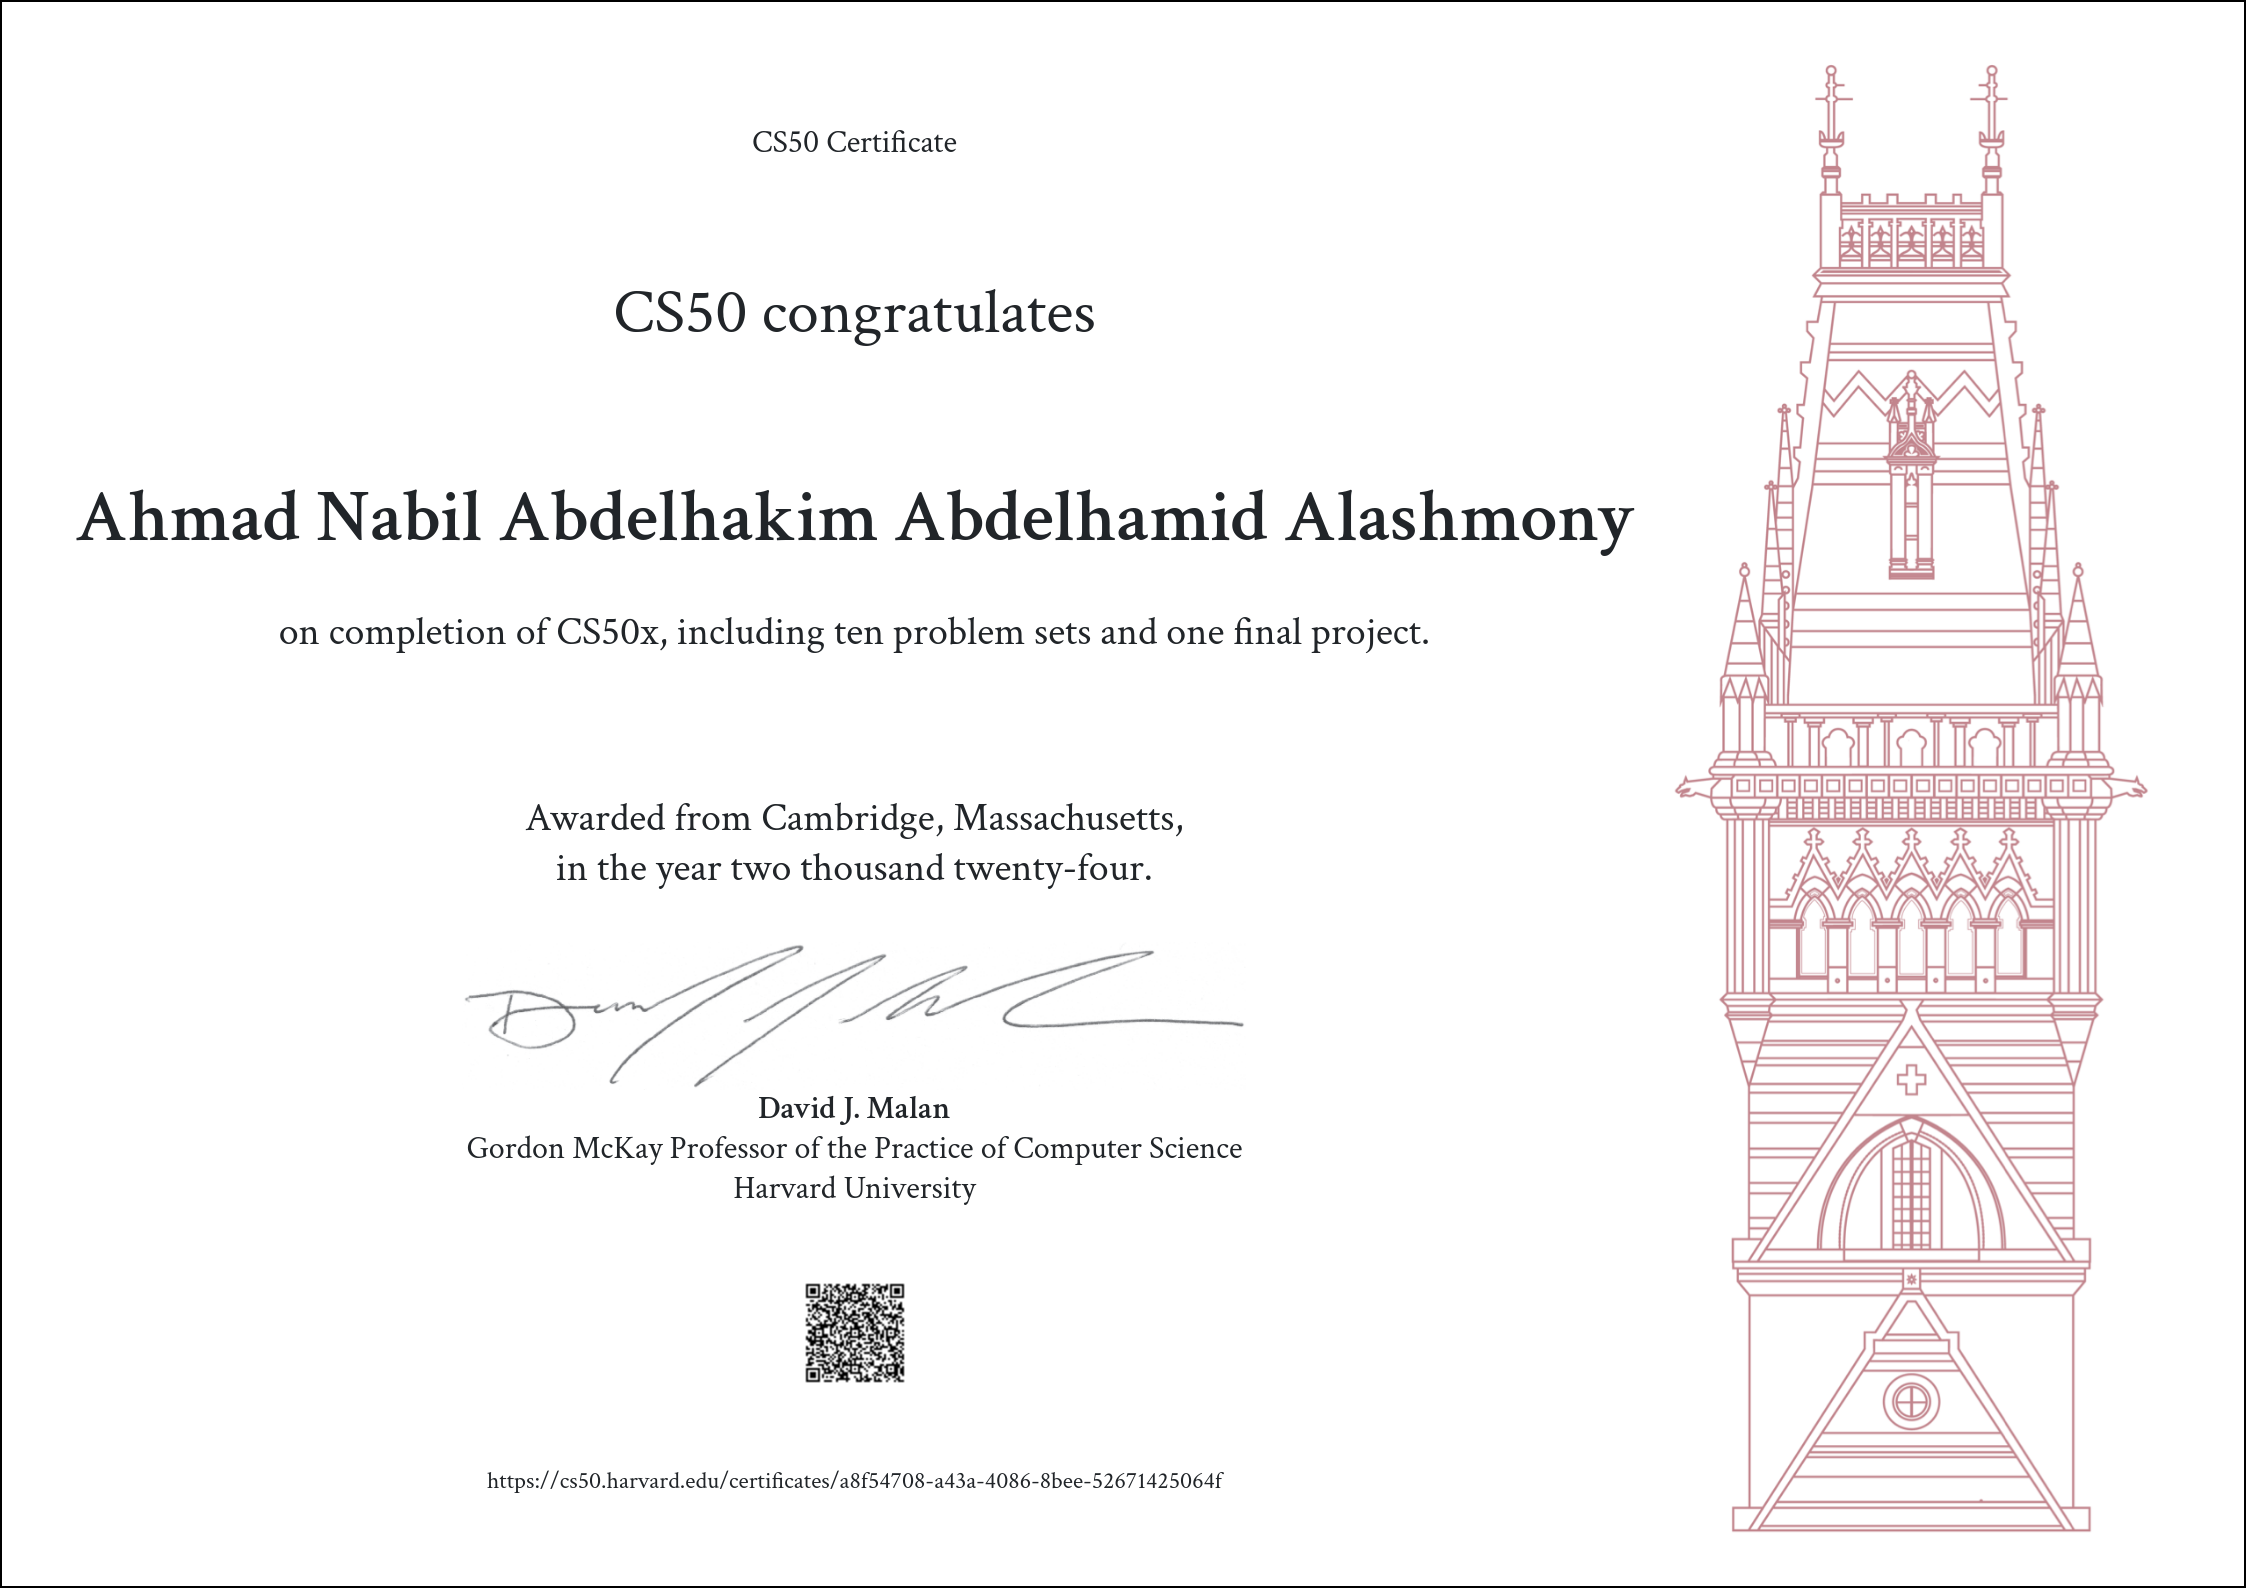 CS50 Certificate
CS50 congratulates
Ahmad Nabil Abdelhakim Abdelhamid Alashmony
on completion of CS50x, including ten problem sets and one final project.
Awarded from Cambridge, Massachusetts,
in the year two thousand twenty-four.
David J. Malan
Gordon McKay Professor of the Practice of Computer Science
Harvard University
https://cs50.harvard.edu/certificates/a8f54708-a43a-4086-8bee-52671425064f